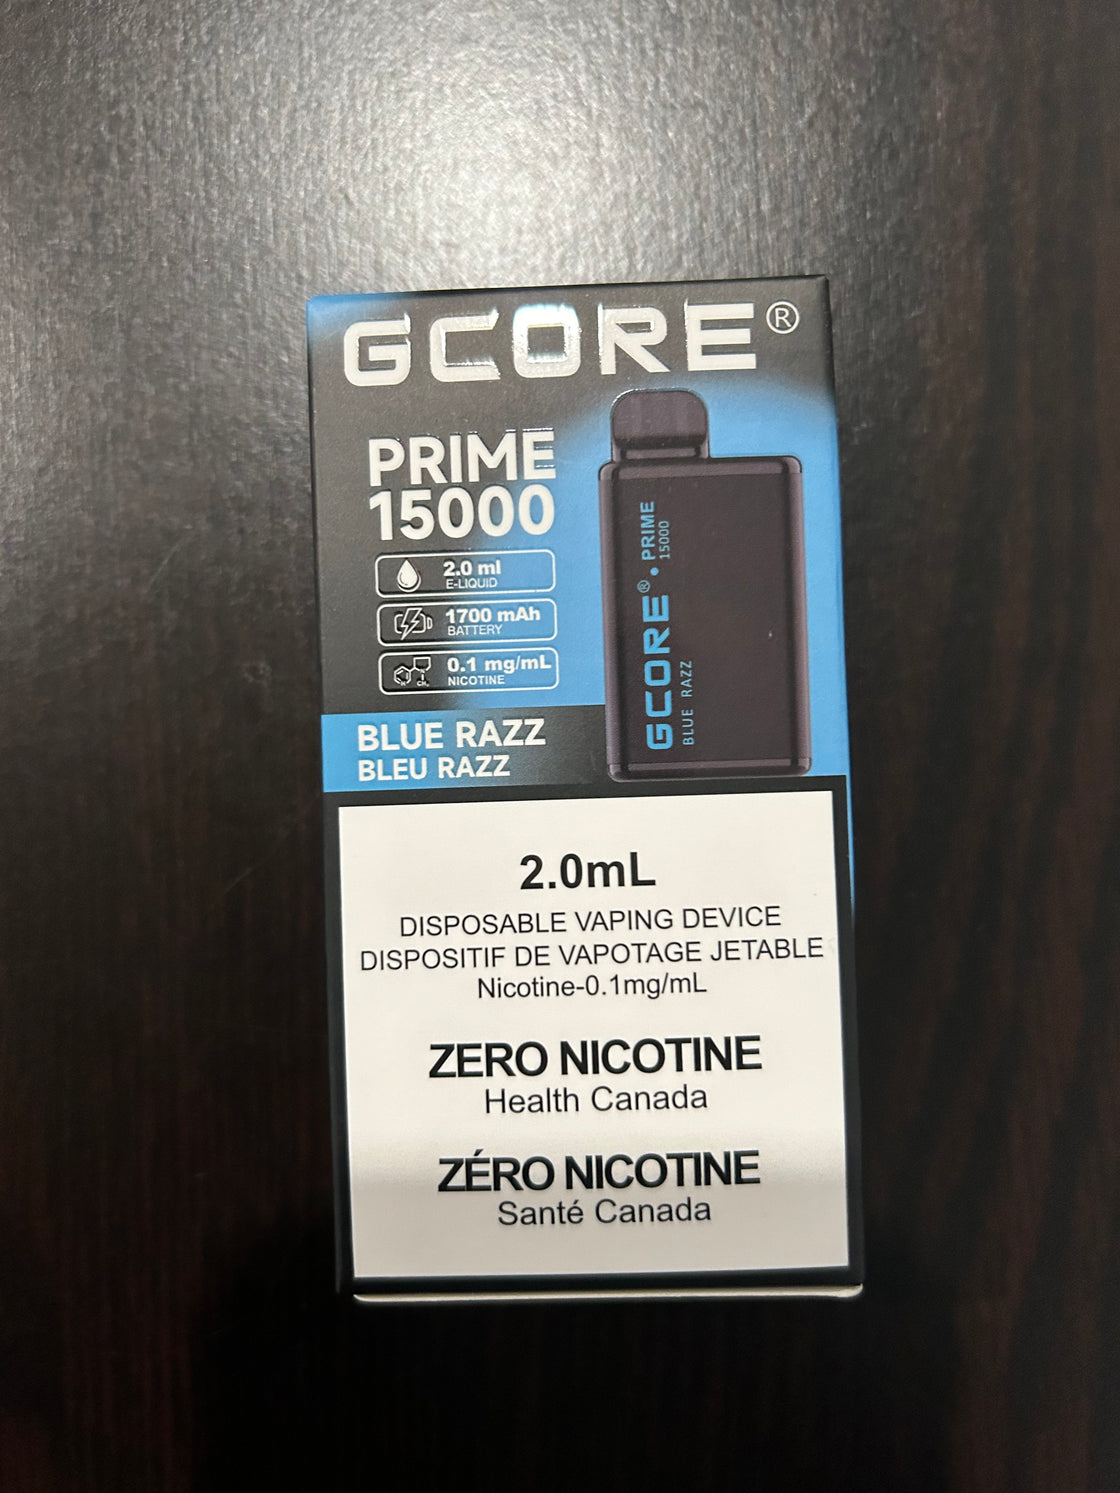 GCORE®
PRIME
15000
2.0 ml
E-LIQUID
1700 mAh
BATTERY
0.1 mg/mL
NICOTINE
BLUE RAZZ
BLEU RAZZ
GCORE® • PRIME
15000
BLUE RAZZ
2.0mL
DISPOSABLE VAPING DEVICE
DISPOSITIF DE VAPOTAGE JETABLE
Nicotine-0.1mg/mL
ZERO NICOTINE
Health Canada
ZÉRO NICOTINE
Santé Canada